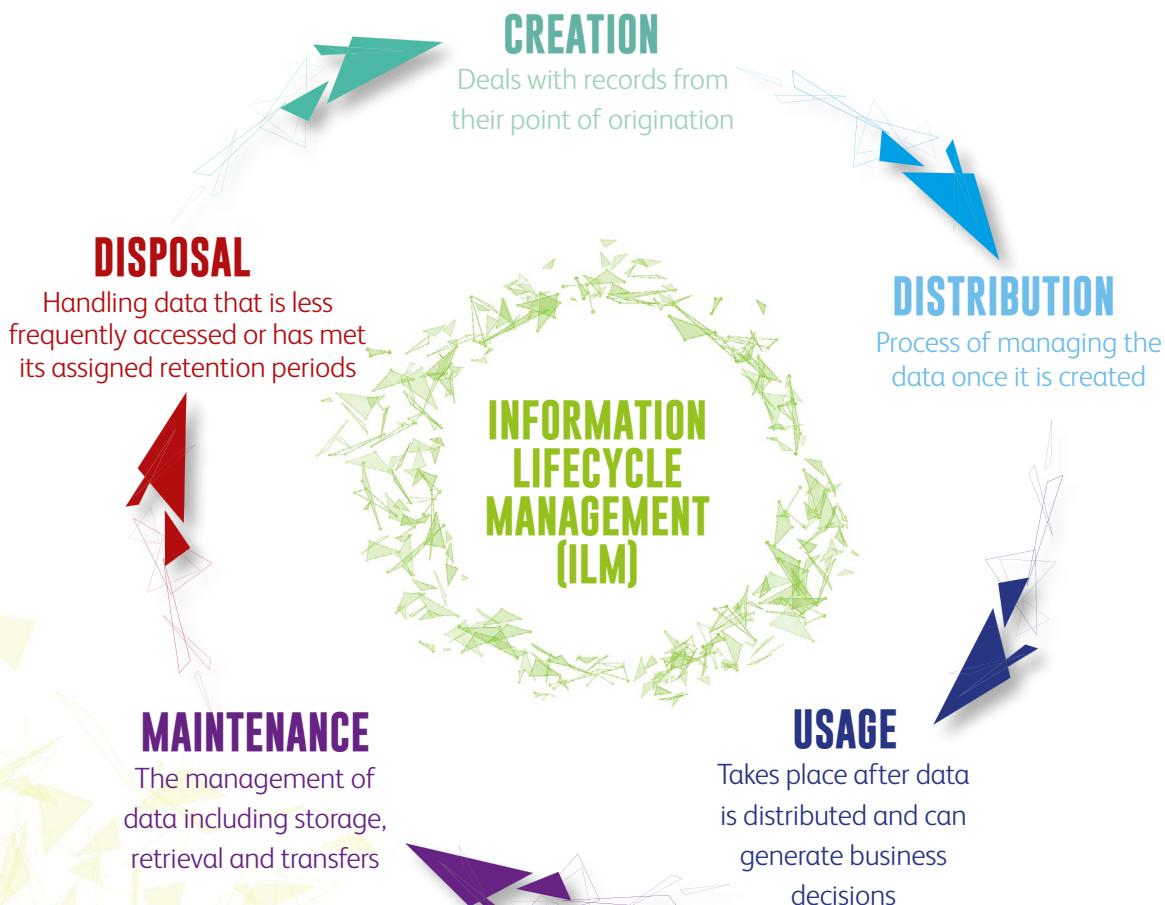 CREATION
Deals with records from
their point of origination
DISTRIBUTION
Process of managing the
data once it is created
USAGE
Takes place after data
is distributed and can
generate business
decisions
MAINTENANCE
The management of
data including storage,
retrieval and transfers
DISPOSAL
Handling data that is less
frequently accessed or has met
its assigned retention periods
INFORMATION
LIFECYCLE
MANAGEMENT
(ILM)